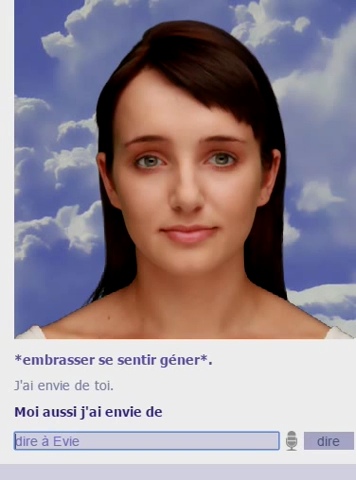 *embrasser se sentir géner*.
J'ai envie de toi.
Moi aussi j'ai envie de
dire à Evie
dire